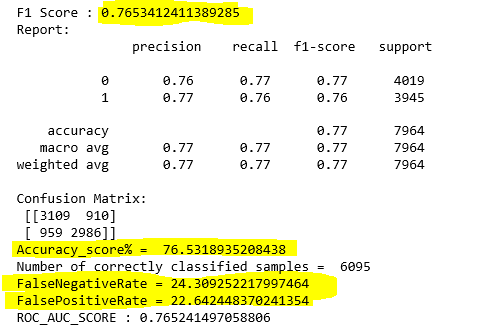 F1 Score : 0.7653412411389285
Report:
precision recall f1-score support
0 0.76 0.77 0.77 4019
1 0.77 0.76 0.76 3945
accuracy 0.77 7964
macro avg 0.77 0.77 0.77 7964
weighted avg 0.77 0.77 0.77 7964
Confusion Matrix:
[[3109 910]
[ 959 2986]]
Accuracy_score% = 76.5318935208438
Number of correctly classified samples = 6095
FalseNegativeRate = 24.309252217997464
FalsePositiveRate = 22.642448370241354
ROC_AUC_SCORE : 0.765241497058806